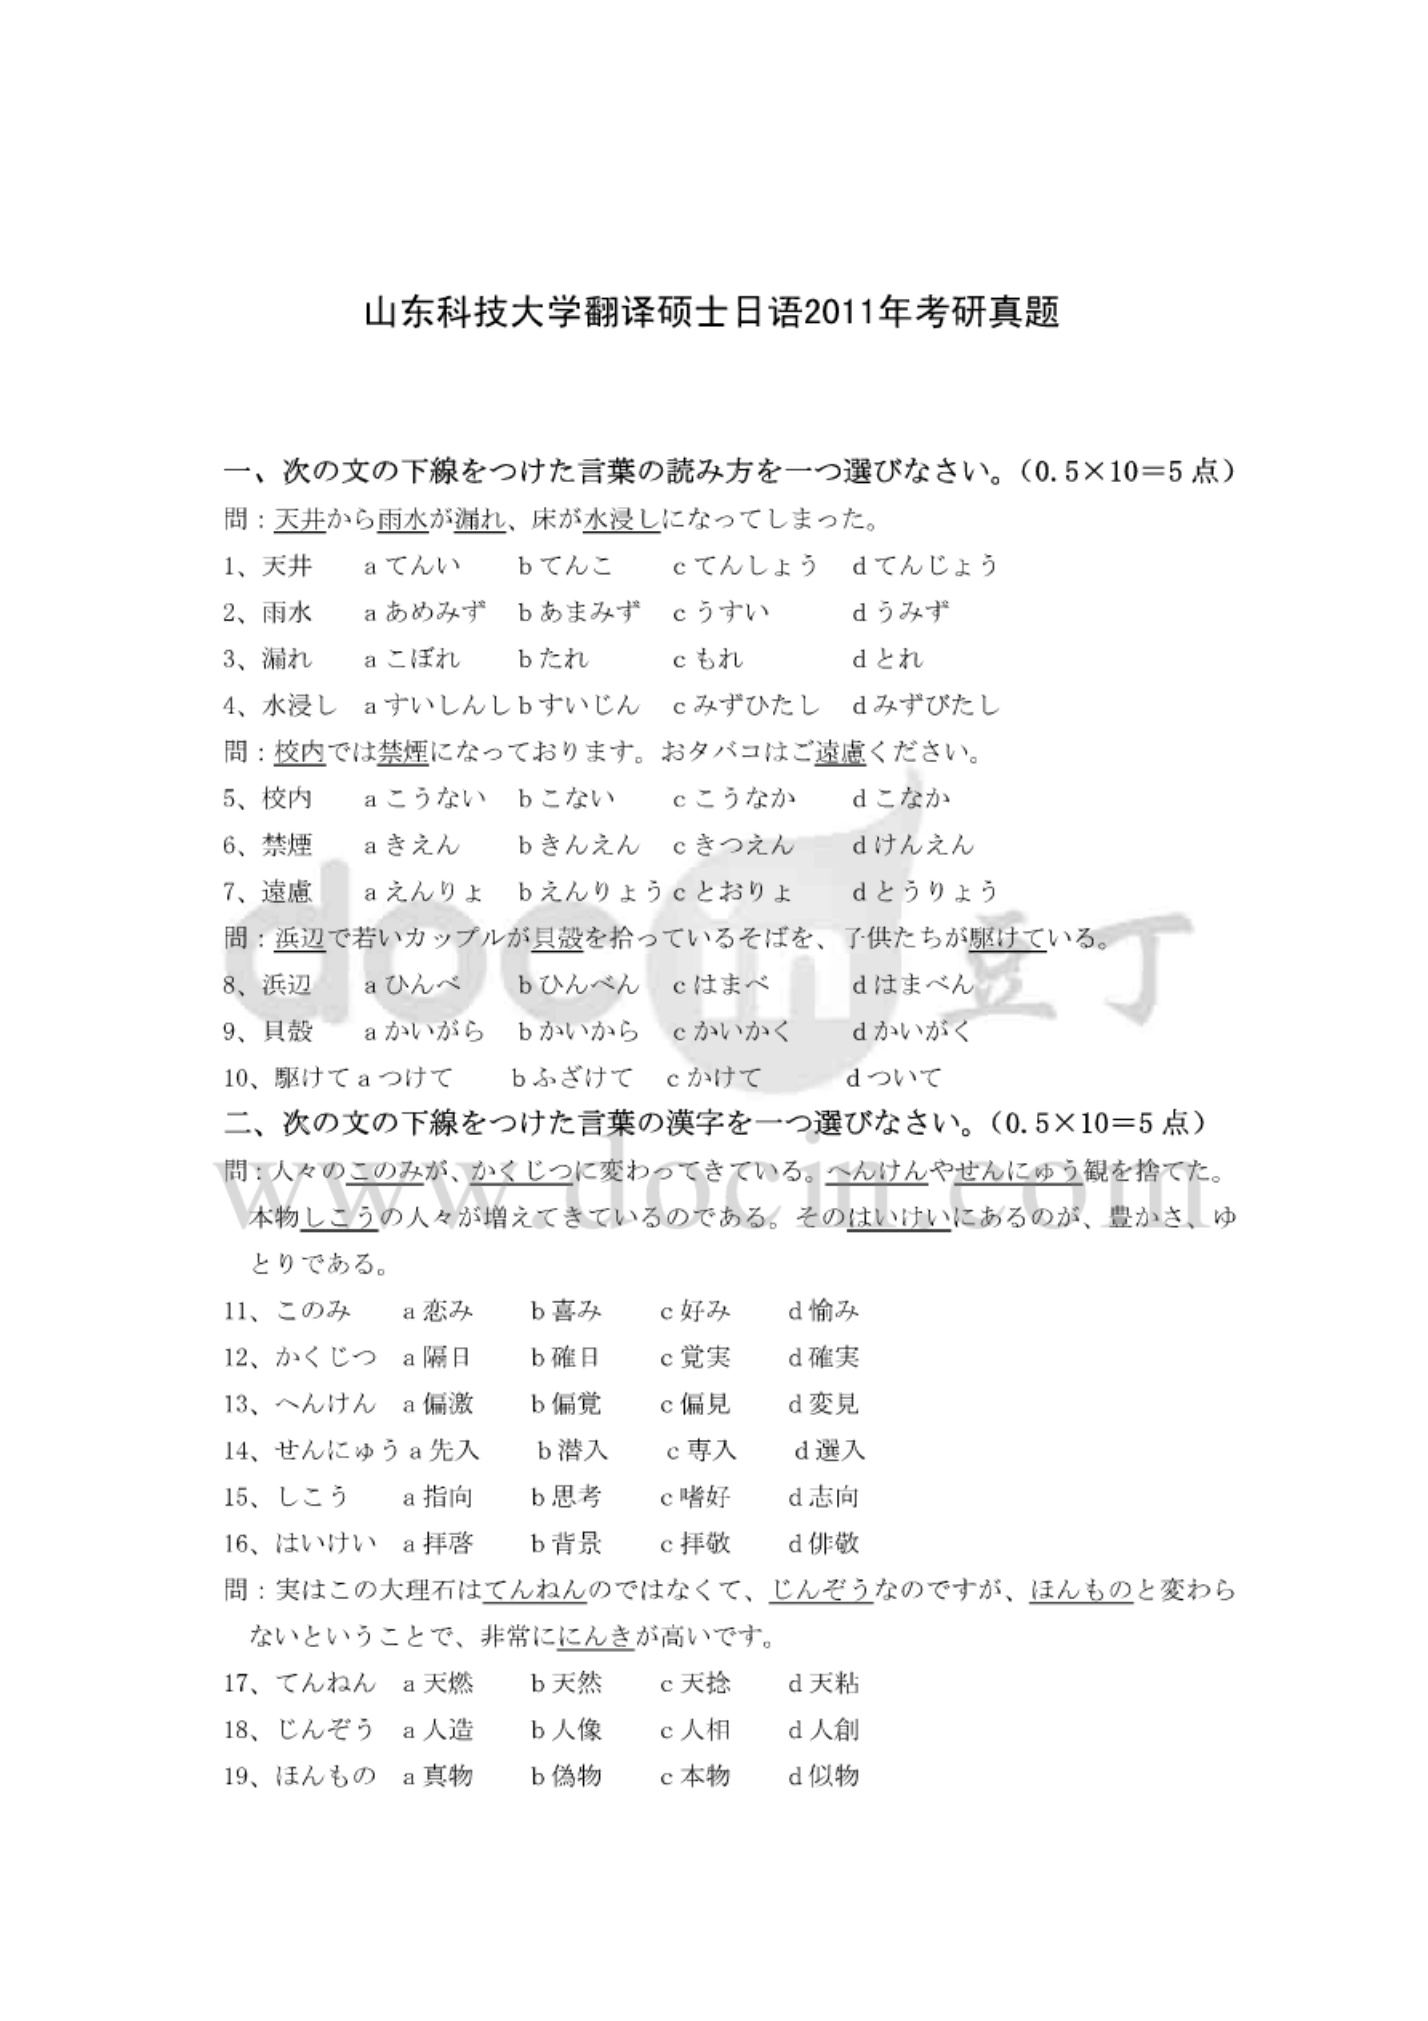 山东科技大学翻译硕士日语2011年考研真题
一、次の文の下線をつけた言葉の読み方を一つ選びなさい。（0.5×10＝5 点）
問：天井から雨水が漏れ、床が水浸しになってしまった。
1、天井 a てんい b てんこ c てんしょう d てんじょう
2、雨水 a あめみず b あまみず c うすい d うみず
3、漏れ a こぼれ b たれ c もれ d とれ
4、水浸し a すいしんし b すいじん c みずひたし d みずびたし
問：校内では禁煙になっております。おタバコはご遠慮ください。
5、校内 a こうない b こない c こうなか d こなか
6、禁煙 a きえん b きんえん c きつえん d けんえん
7、遠慮 a えんりょ b えんりょう c とおりょ d とうりょう
問：浜辺で若いカップルが貝殻を拾っているそばを、子供たちが駆けている。
8、浜辺 a ひんべ b ひんべん c はまべ d はまべん
9、貝殻 a かいがら b かいから c かいかく d かいがく
10、駆けて a つけて b ふざけて c かけて d ついて
二、次の文の下線をつけた言葉の漢字を一つ選びなさい。（0.5×10＝5 点）
問：人々のこのみが、かくじつに変わってきている。へんけんやせんにゅう観を捨てた。
本物しこうの人々が増えてきているのである。そのはいけいにあるのが、豊かさ、ゆ
とりである。
11、このみ a 恋み b 喜み c 好み d 愉み
12、かくじつ a 隔日 b 確日 c 覚実 d 確実
13、へんけん a 偏激 b 偏覚 c 偏見 d 変見
14、せんにゅう a 先入 b 潜入 c 専入 d 選入
15、しこう a 指向 b 思考 c 嗜好 d 志向
16、はいけい a 拝啓 b 背景 c 拝敬 d 俳敬
問：実はこの大理石はてんねんのではなくて、じんぞうなのですが、ほんものと変わら
ないということで、非常ににんきが高いです。
17、てんねん a 天燃 b 天然 c 天捻 d 天粘
18、じんぞう a 人造 b 人像 c 人相 d 人創
19、ほんもの a 真物 b 偽物 c 本物 d 似物
docin 豆丁
www.docin.com